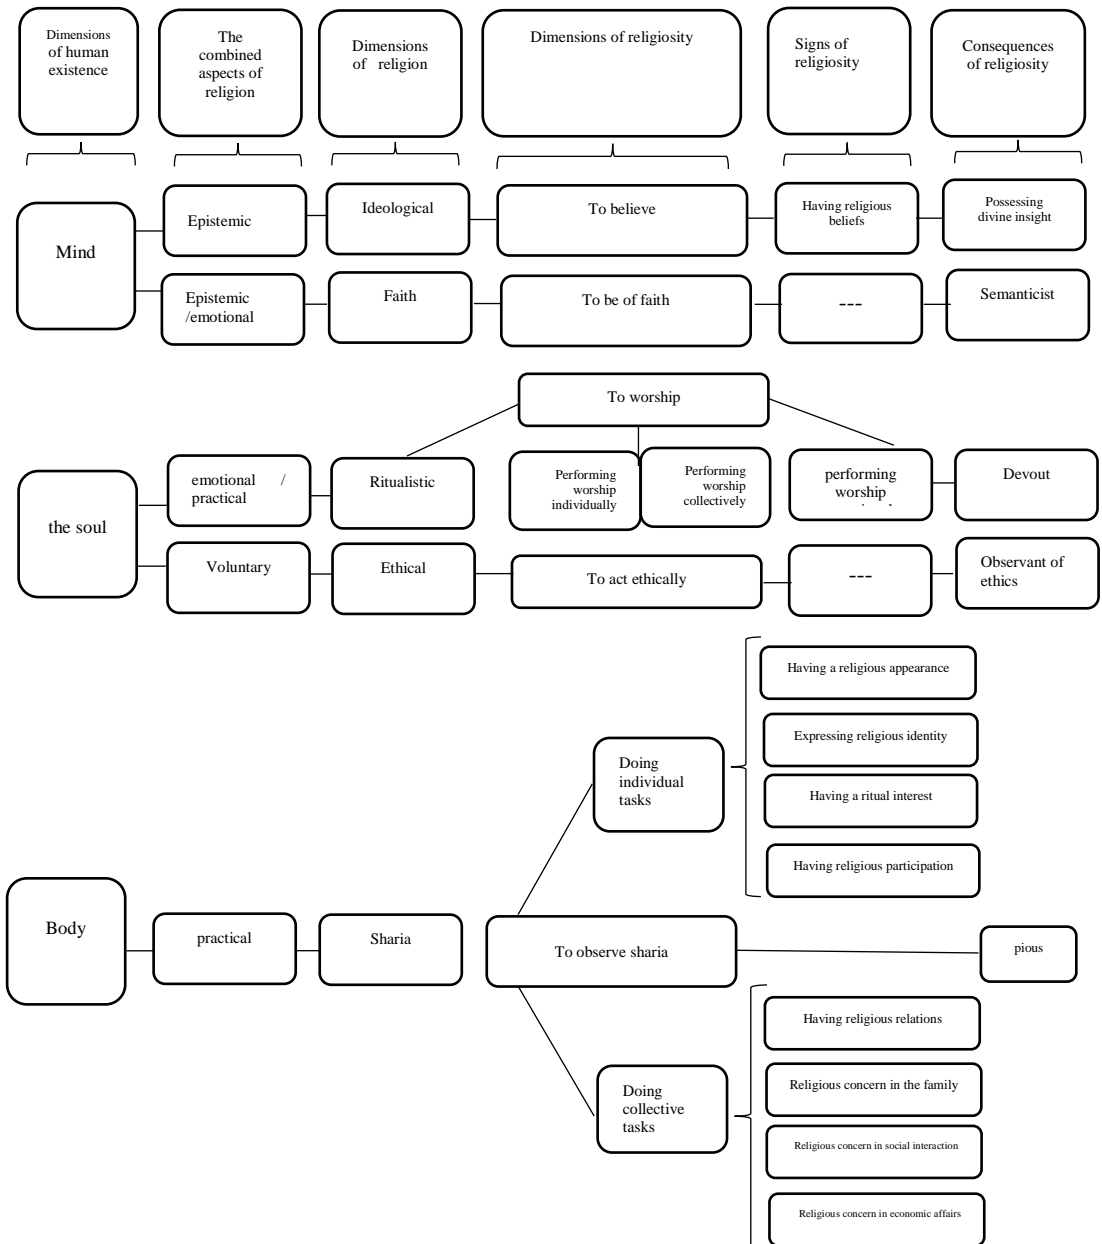 Dimensions
of human
existence
The
combined
aspects of
religion
Dimensions
of religion
Dimensions of religiosity
Signs of
religiosity
Consequences
of religiosity
Mind
Epistemic
Ideological
To believe
Having religious
beliefs
Possessing
divine insight
Epistemic
/emotional
Faith
To be of faith
---
Semanticist
To worship
the soul
emotional /
practical
Ritualistic
Performing
worship
individually
Performing
worship
collectively
performing
worship
Devout
Voluntary
Ethical
To act ethically
---
Observant of
ethics
Having a religious appearance
Expressing religious identity
Doing
individual
tasks
Having a ritual interest
Having religious participation
Body
practical
Sharia
To observe sharia
pious
Having religious relations
Religious concern in the family
Doing
collective
tasks
Religious concern in social interaction
Religious concern in economic affairs